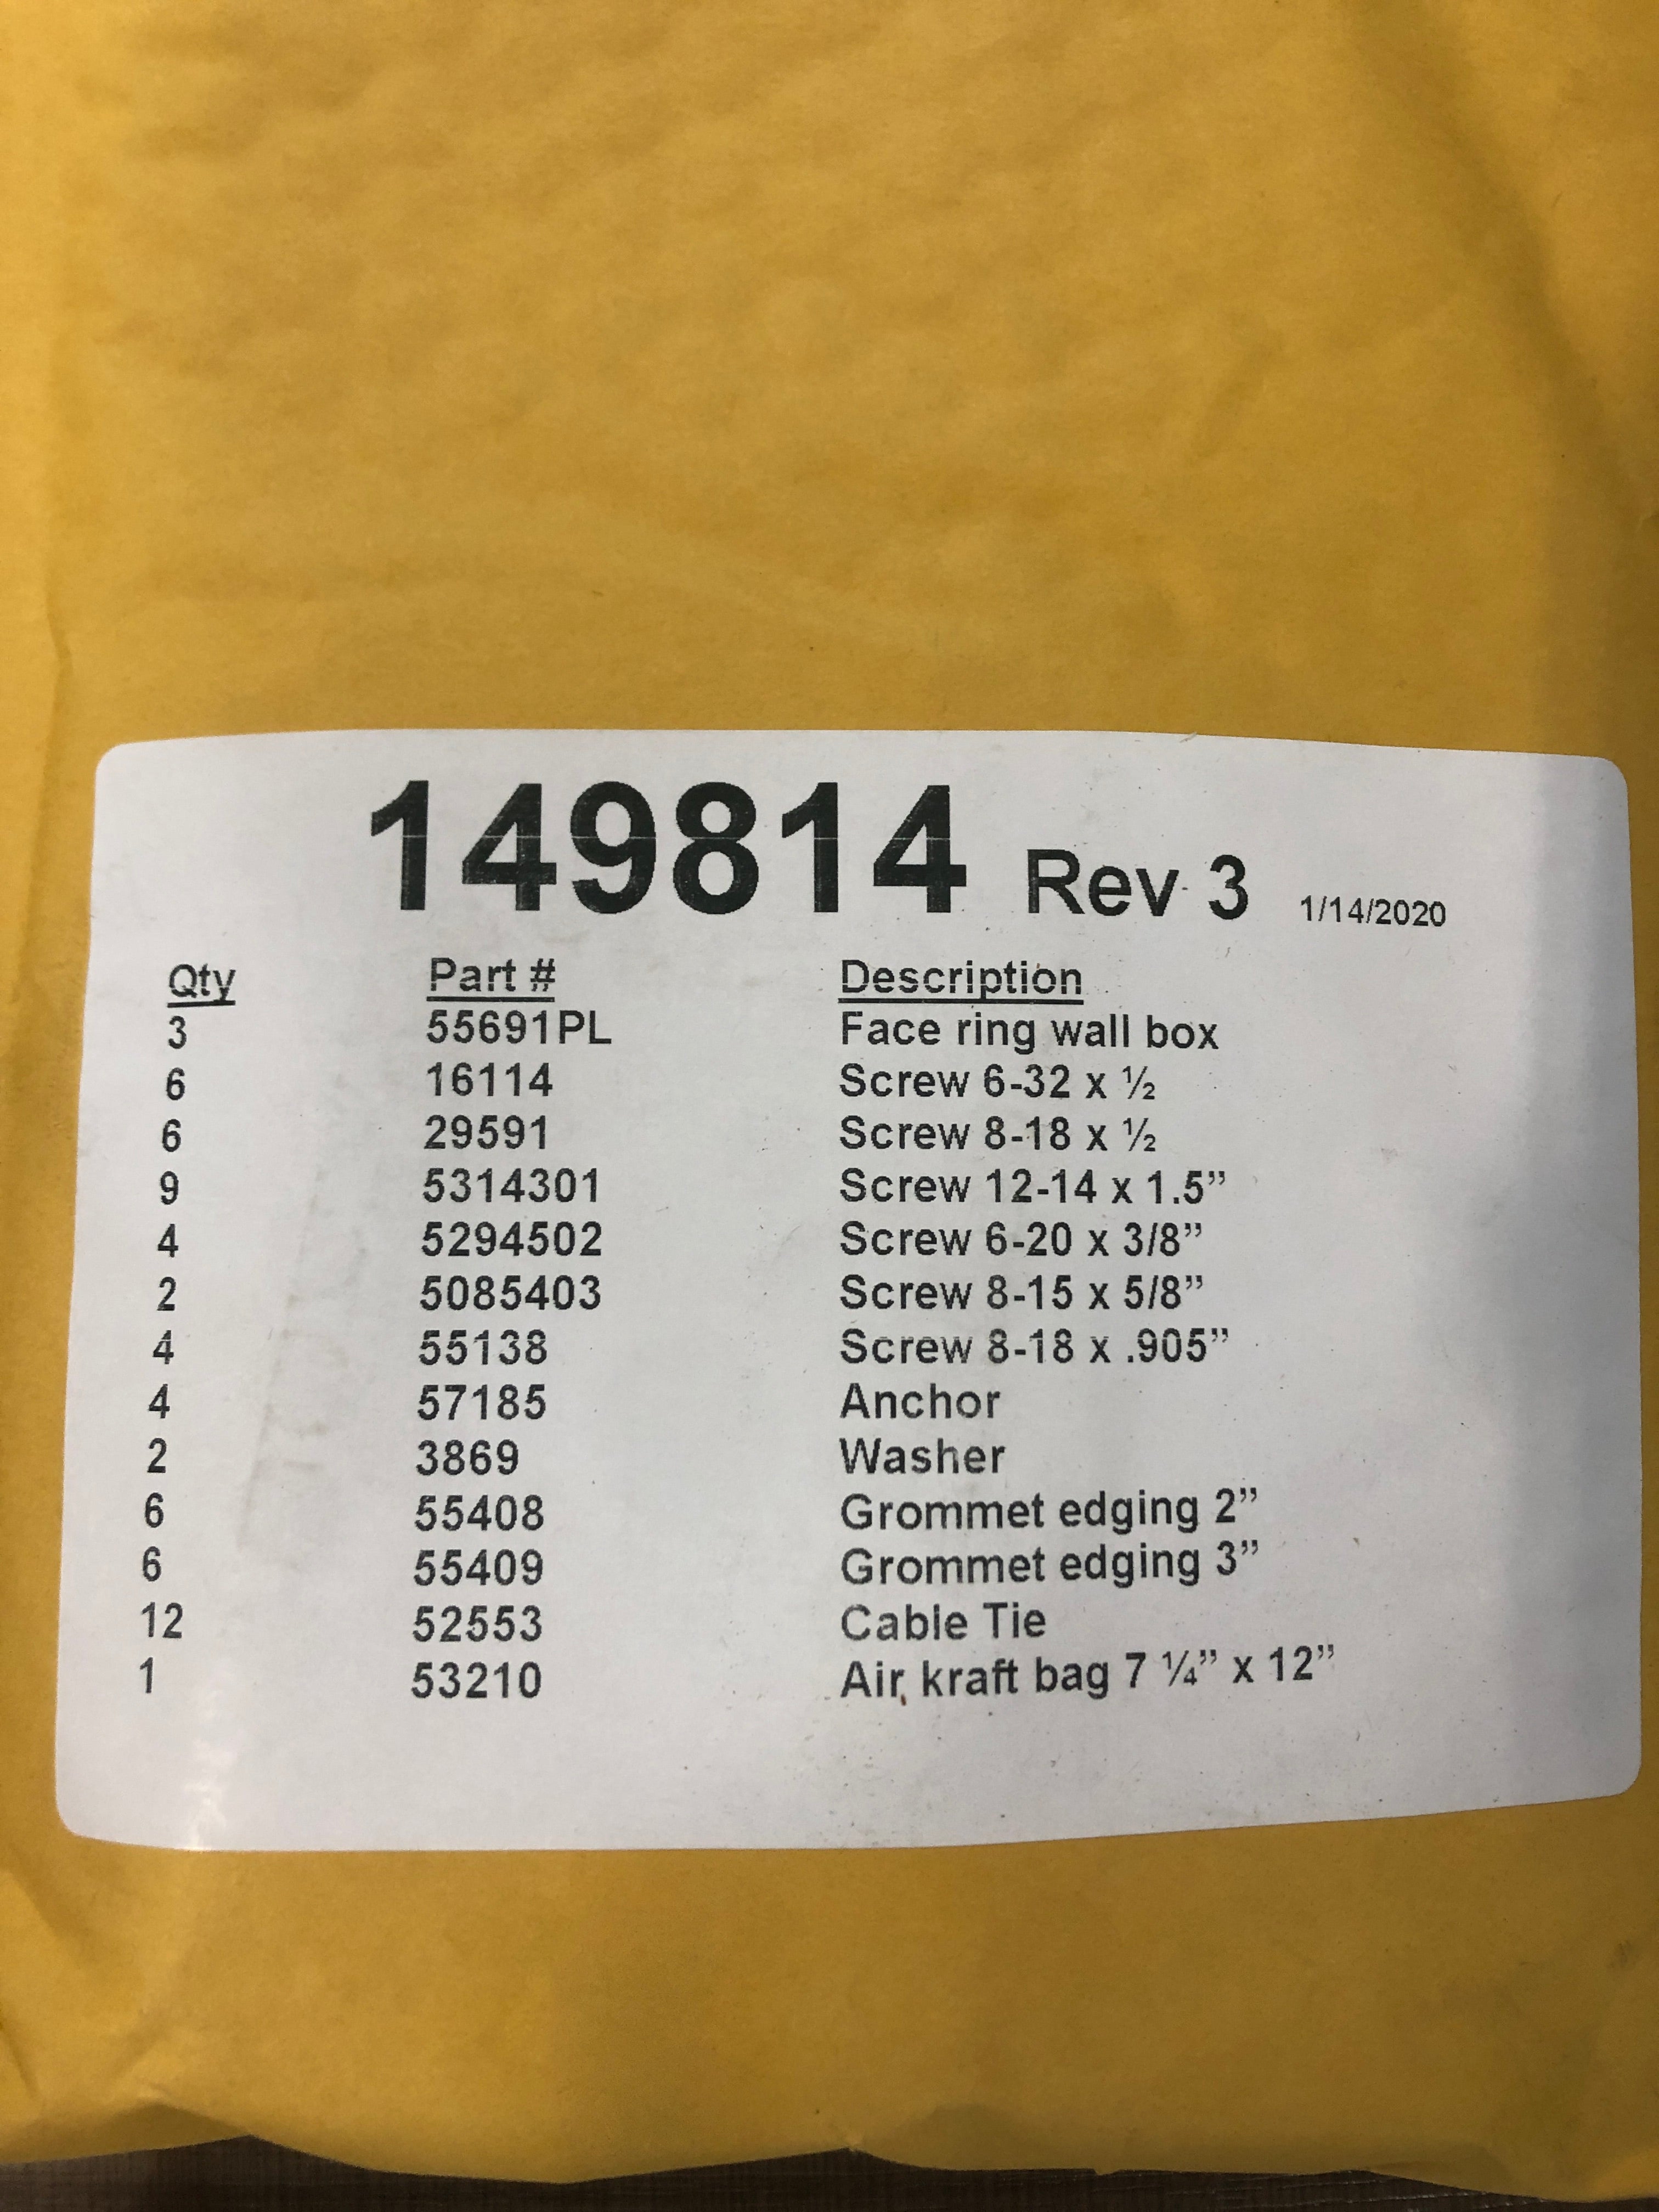 149814 Rev 3 1/14/2020
Qty Part # Description
3 55691PL Face ring wall box
6 16114 Screw 6-32 x ½
6 29591 Screw 8-18 x ½
9 5314301 Screw 12-14 x 1.5”
4 5294502 Screw 6-20 x 3/8”
2 5085403 Screw 8-15 x 5/8”
4 55138 Screw 8-18 x .905”
4 57185 Anchor
2 3869 Washer
6 55408 Grommet edging 2”
6 55409 Grommet edging 3”
12 52553 Cable Tie
1 53210 Air kraft bag 7 ¼” x 12”